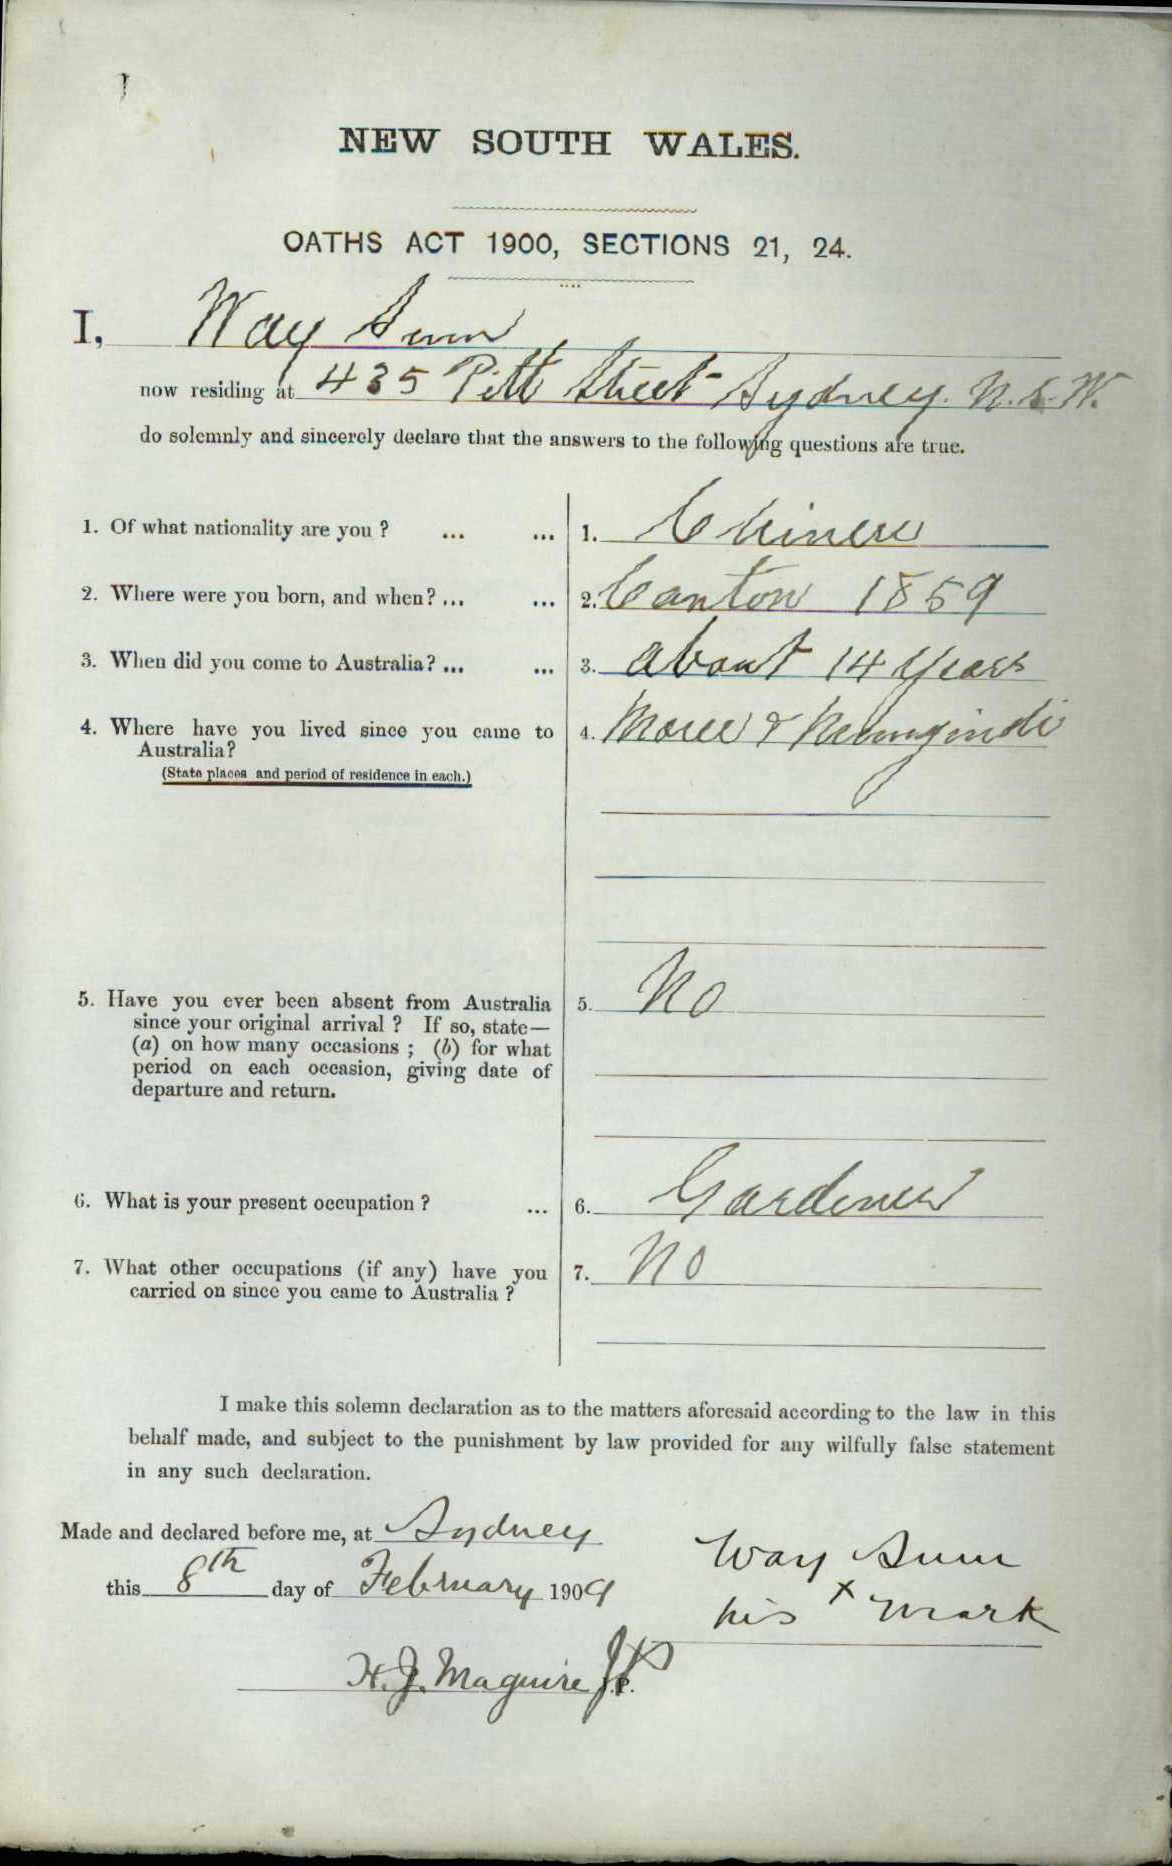 NEW SOUTH WALES.
OATHS ACT 1900, SECTIONS 21, 24.
I, Way Sum
now residing at 435 Pitt Street Sydney. N.S.W.
do solemnly and sincerely declare that the answers to the following questions are true.
1. Of what nationality are you ? ... ... 1. Chinese
2. Where were you born, and when? ... ... 2. Canton 1859
3. When did you come to Australia? ... ... 3. about 14 years
4. Where have you lived since you came to 4. Moree & Mungindi
Australia?
(State places and period of residence in each.)
5. Have you ever been absent from Australia 5. No
since your original arrival ? If so, state—
(a) on how many occasions ; (b) for what
period on each occasion, giving date of
departure and return.
6. What is your present occupation ? ... 6. Gardener
7. What other occupations (if any) have you 7. No
carried on since you came to Australia ?
I make this solemn declaration as to the matters aforesaid according to the law in this
behalf made, and subject to the punishment by law provided for any wilfully false statement
in any such declaration.
Made and declared before me, at Sydney
this 8th day of February 1909
Way Sum
his x mark
H. J. Maguire JP
J.P.